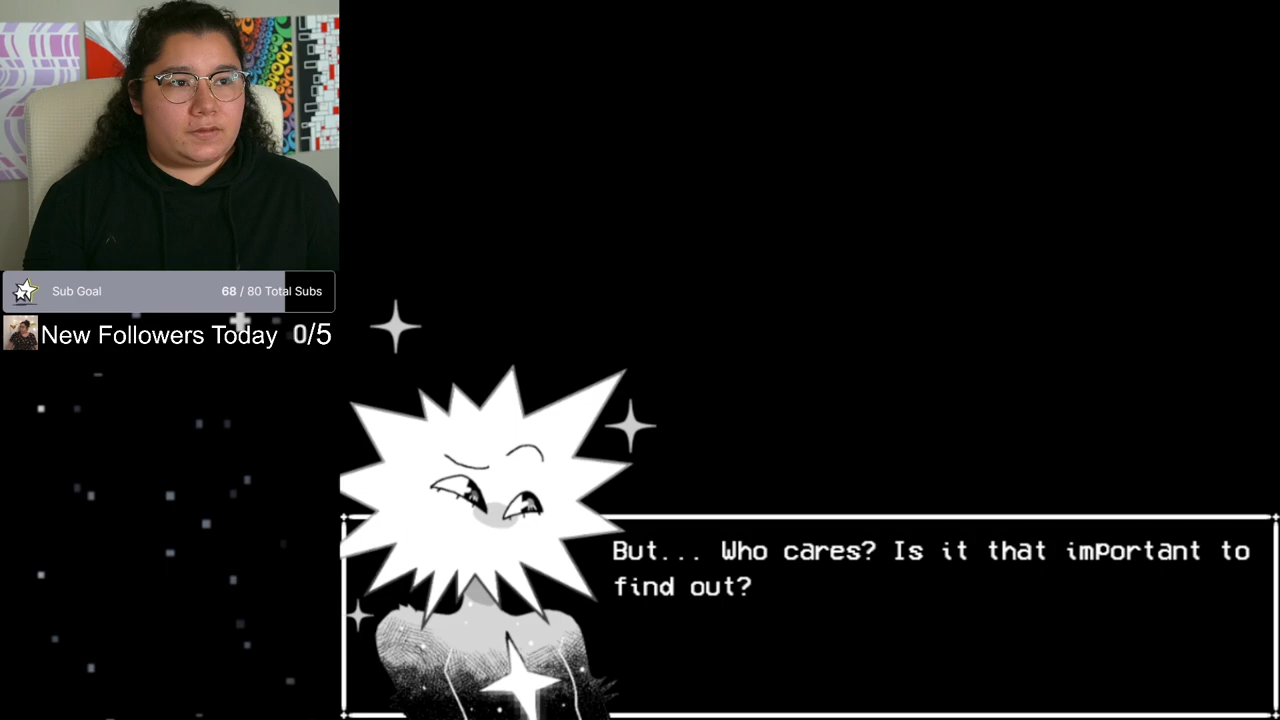 Sub Goal 68 / 80 Total Subs
New Followers Today 0/5
But... Who cares? Is it that important to
find out?